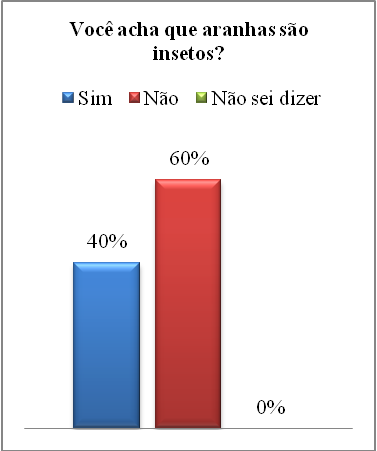 Você acha que aranhas são
insetos?
Sim Não Não sei dizer
60%
40%
0%